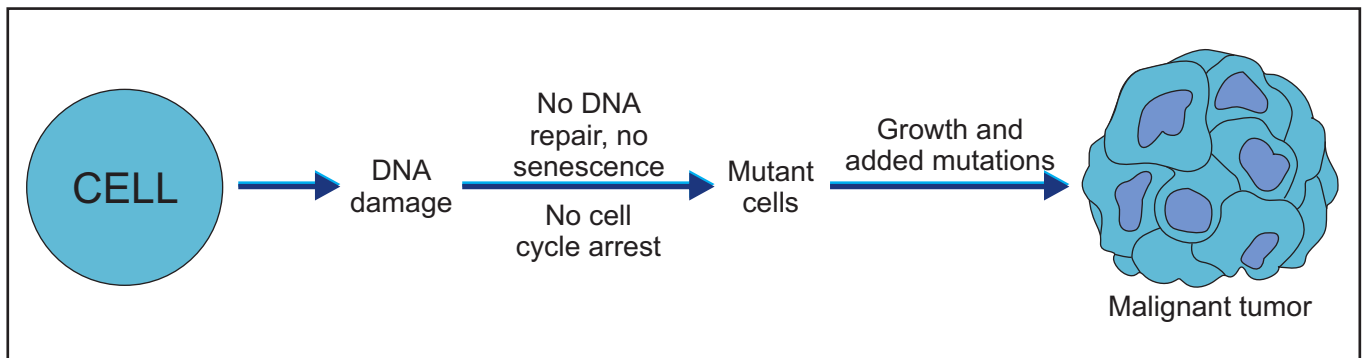 CELL
DNA
damage
No DNA
repair, no
senescence
No cell
cycle arrest
Mutant
cells
Growth and
added mutations
Malignant tumor